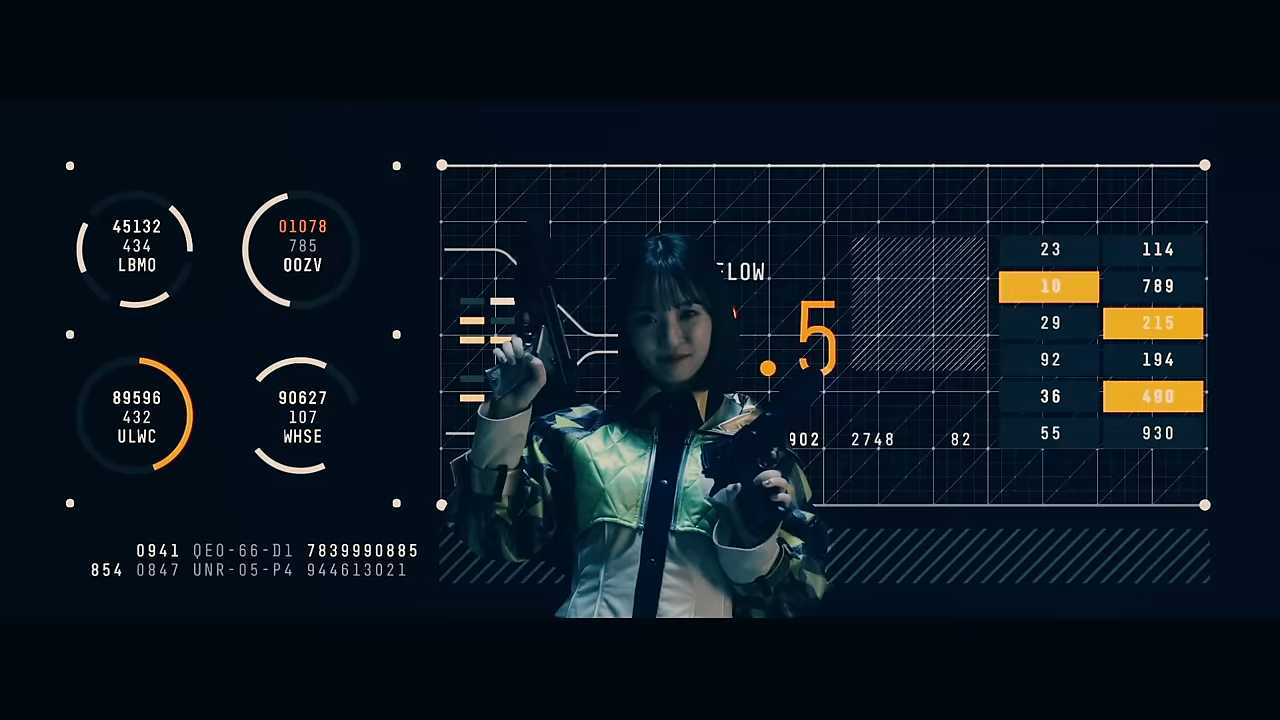 45132
434
LBMO
01078
785
OOZV
89596
432
ULWC
90627
107
WHSE
0941 QEO-66-D1 7839990885
854 0847 UNR-05-P4 944613021
.5
2748 82
23 114
10 789
29 215
92 194
36 490
55 930